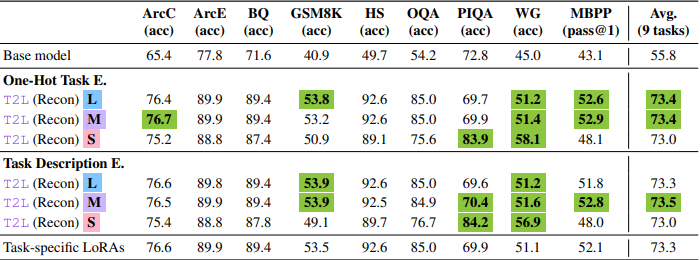 ArcC ArcE BQ GSM8K HS OQA PIQA WG MBPP Avg.
(acc) (acc) (acc) (acc) (acc) (acc) (acc) (acc) (pass@1) (9 tasks)
Base model 65.4 77.8 71.6 40.9 49.7 54.2 72.8 45.0 43.1 55.8
One-Hot Task E.
T2L (Recon) L 76.4 89.9 89.4 53.8 92.6 85.0 69.7 51.2 52.6 73.4
T2L (Recon) M 76.7 89.9 89.4 53.2 92.6 85.0 69.9 51.4 52.9 73.4
T2L (Recon) S 75.2 88.8 87.4 50.9 89.1 75.6 83.9 58.1 48.1 73.0
Task Description E.
T2L (Recon) L 76.6 89.8 89.4 53.9 92.6 85.0 69.6 51.2 51.8 73.3
T2L (Recon) M 76.5 89.9 89.4 53.9 92.5 84.9 70.4 51.6 52.8 73.5
T2L (Recon) S 75.4 88.8 87.8 49.1 89.7 76.7 84.2 56.9 48.0 73.0
Task-specific LoRAs 76.6 89.9 89.4 53.5 92.6 85.0 69.9 51.1 52.1 73.3